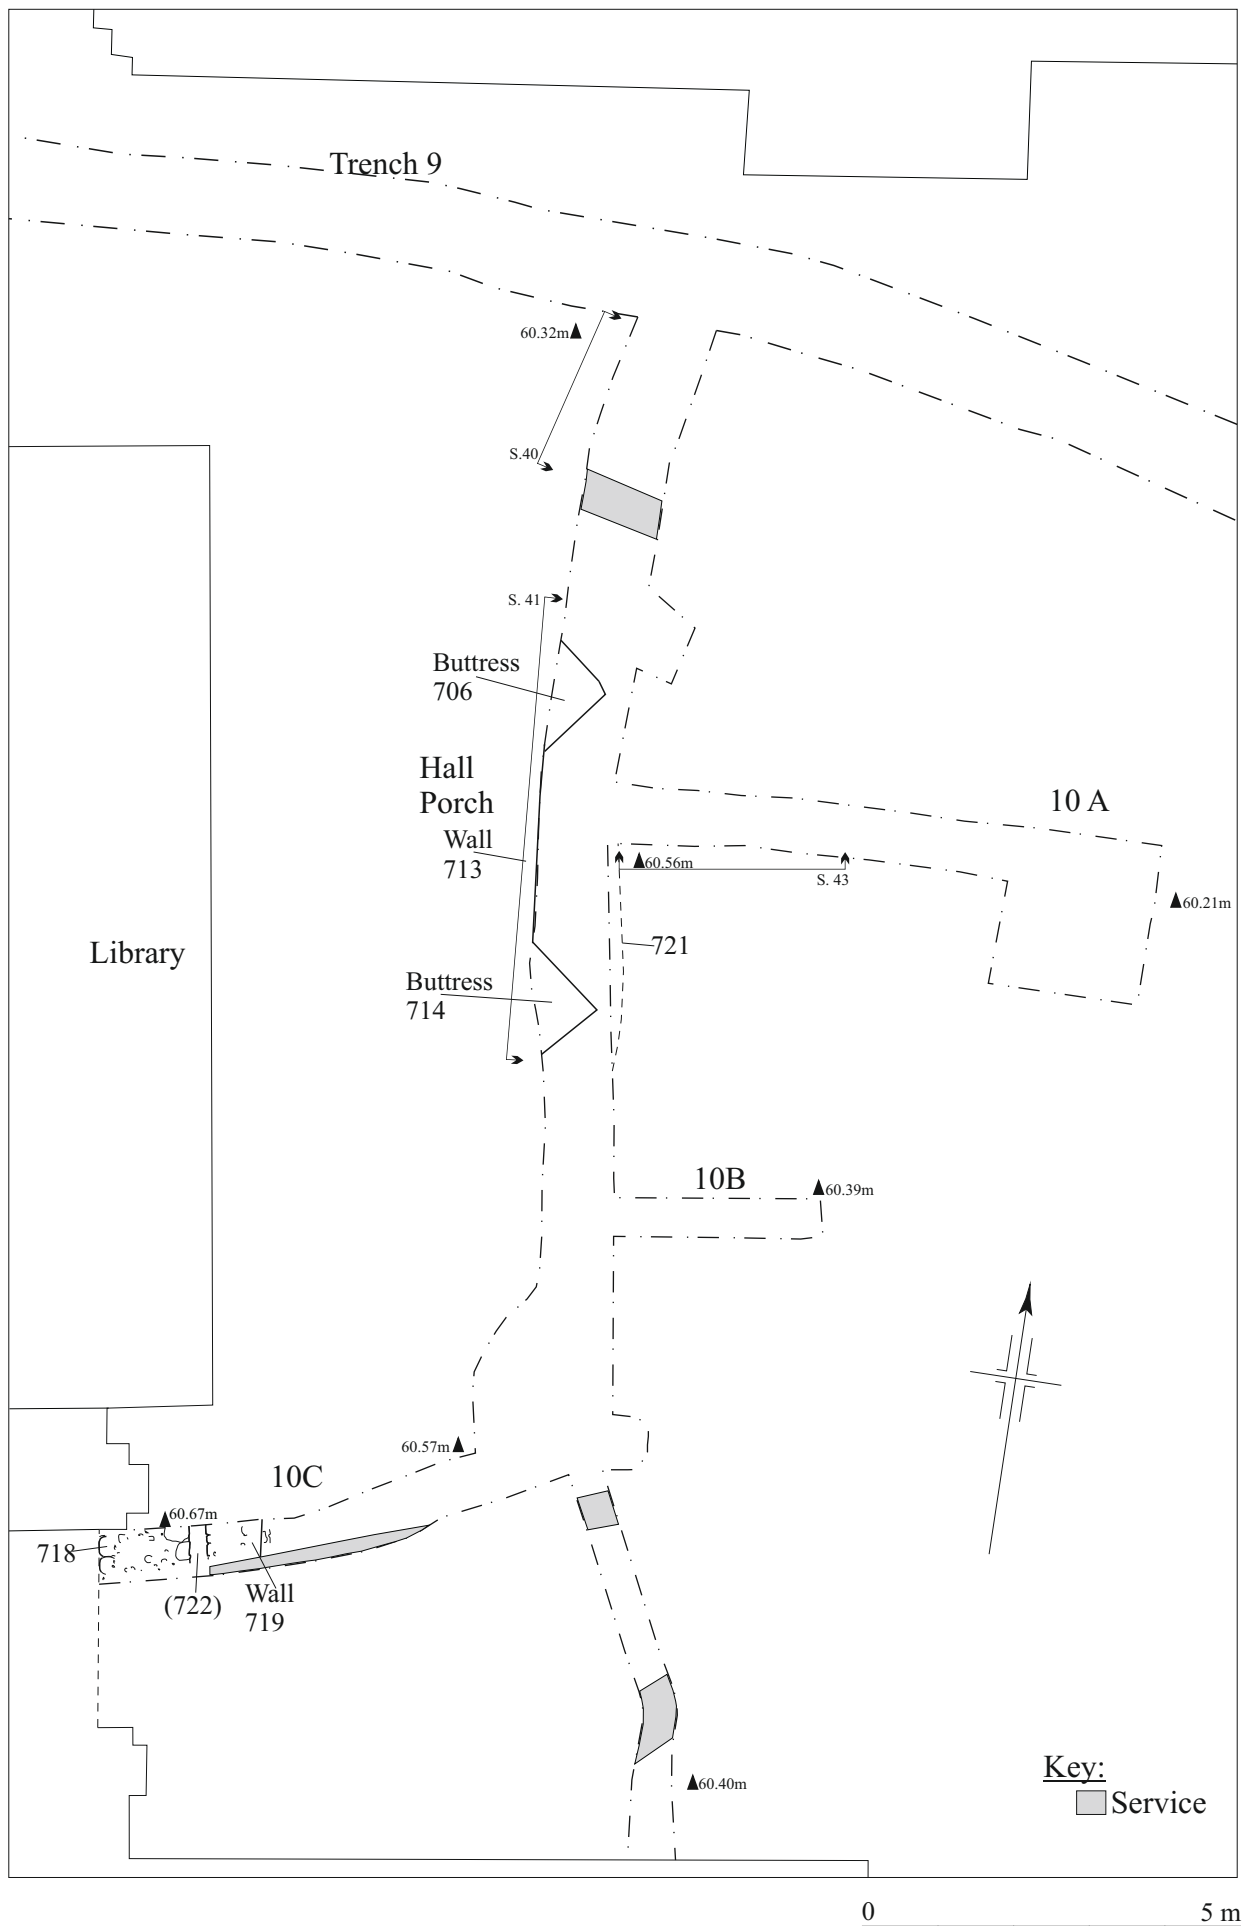 Trench 9
60.32m
S.40
S. 41
Buttress
706
Hall
Porch
10 A
Wall
713
60.56m
S. 43
60.21m
Library
721
Buttress
714
10B
60.39m
60.57m
10C
60.67m
718
(722)
Wall
719
60.40m
Key:
Service
0 5 m